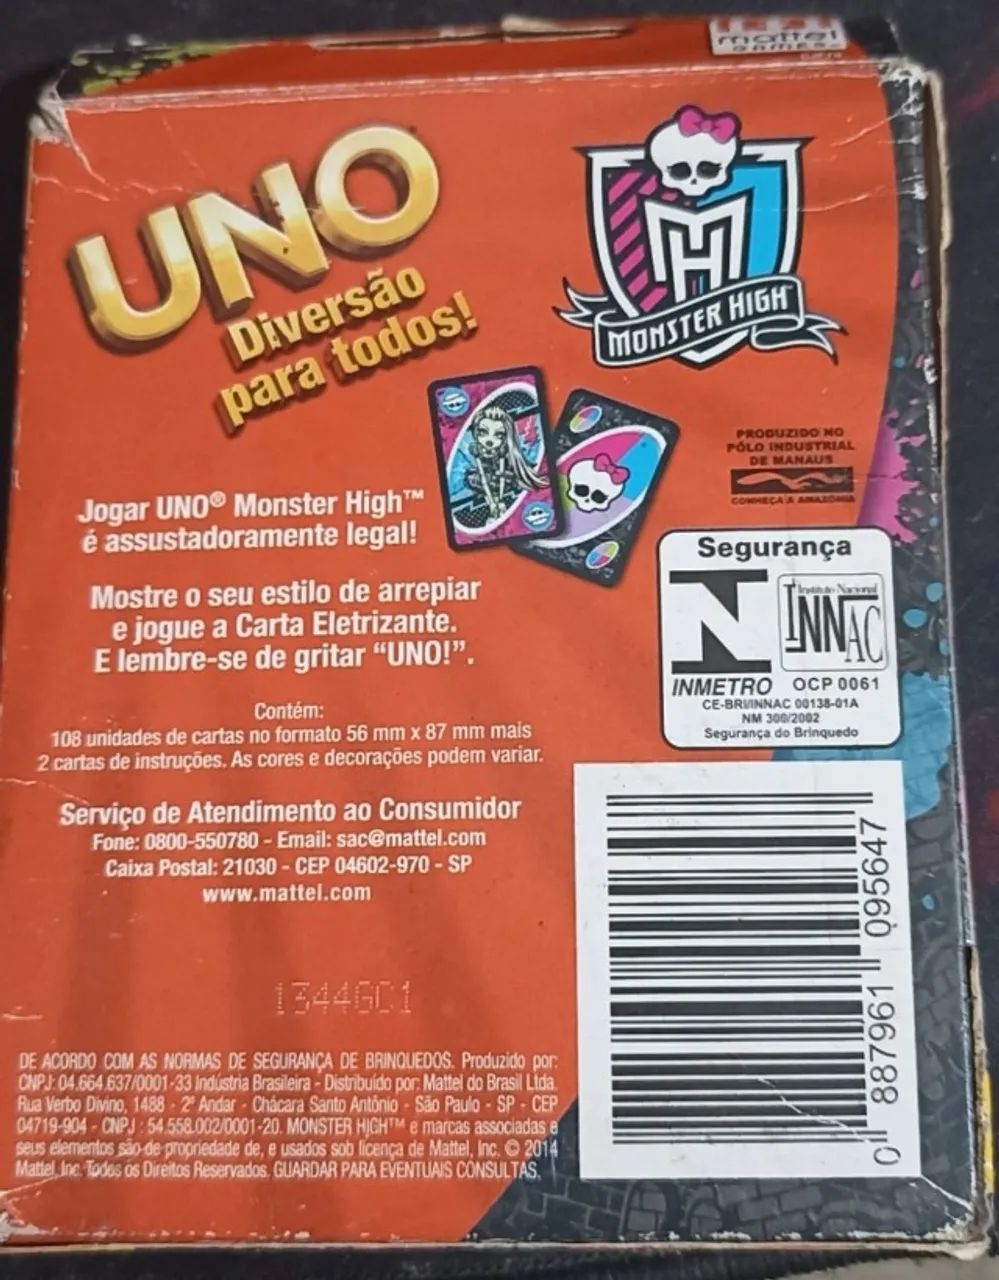 mattel
GAMES
UNO
Diversão
para todos!
MH
MONSTER HIGH
Jogar UNO® Monster High™
é assustadoramente legal!
Mostre o seu estilo de arrepiar
e jogue a Carta Eletrizante.
E lembre-se de gritar “UNO!”.
Contém:
108 unidades de cartas no formato 56 mm x 87 mm mais
2 cartas de instruções. As cores e decorações podem variar.
Serviço de Atendimento ao Consumidor
Fone: 0800-550780 - Email: sac@mattel.com
Caixa Postal: 21030 - CEP 04602-970 - SP
www.mattel.com
PRODUZIDO NO
PÓLO INDUSTRIAL
DE MANAUS
CONHEÇA A AMAZÔNIA
Segurança
N
Instituto Nacional
INNAC
INMETRO OCP 0061
CE-BRI/INNAC 00138-01A
NM 300/2002
Segurança do Brinquedo
0 887961 095647
1344GC1
DE ACORDO COM AS NORMAS DE SEGURANÇA DE BRINQUEDOS. Produzido por:
CNPJ: 04.664.637/0001-33 Indústria Brasileira - Distribuído por: Mattel do Brasil Ltda.
Rua Verbo Divino, 1488 - 2º Andar - Chácara Santo Antônio - São Paulo - SP - CEP
04719-904 - CNPJ : 54.558.002/0001-20. MONSTER HIGH™ e marcas associadas e
seus elementos são de propriedade de, e usados sob licença de Mattel, Inc. © 2014
Mattel, Inc. Todos os Direitos Reservados. GUARDAR PARA EVENTUAIS CONSULTAS.